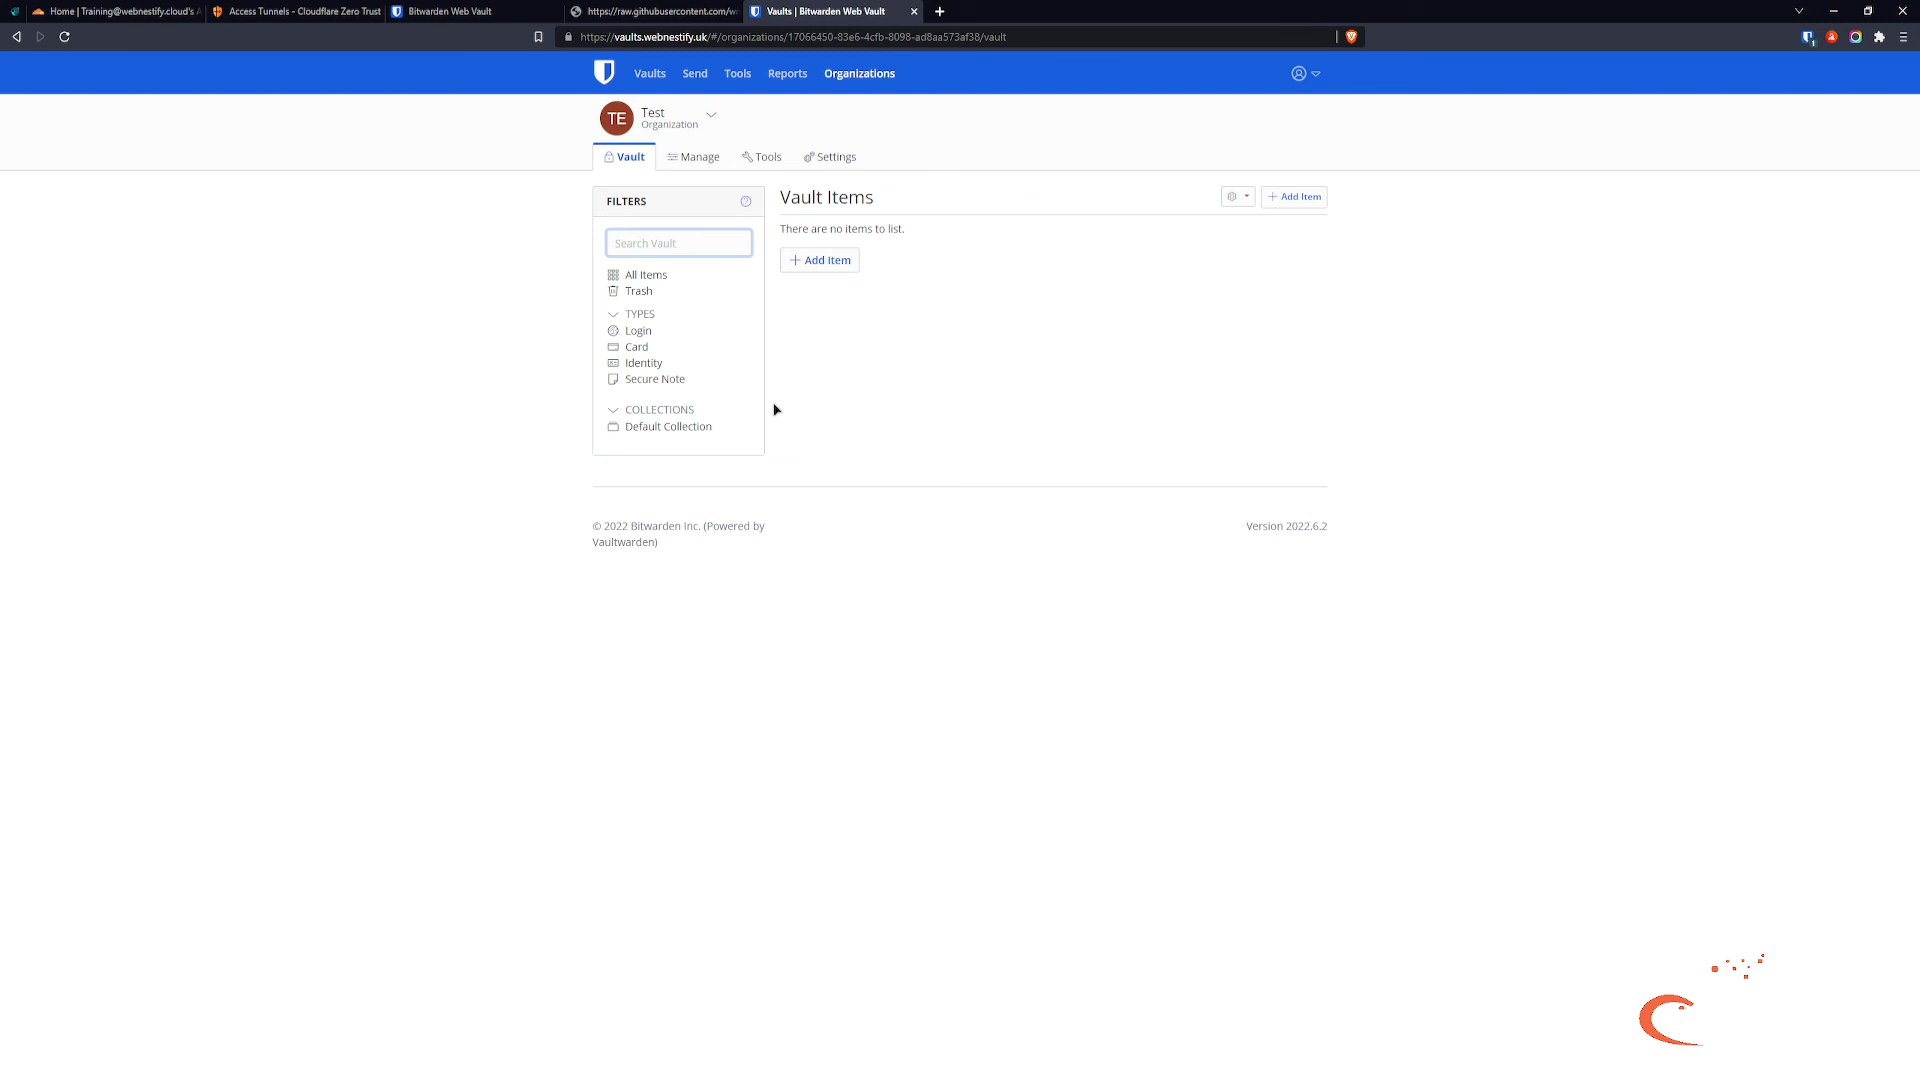 Home | Training@webnestify.cloud's A
Access Tunnels - Cloudflare Zero Trust
Bitwarden Web Vault
https://raw.githubusercontent.com/w
Vaults | Bitwarden Web Vault
https://vaults.webnestify.uk/#/organizations/17066450-83e6-4cfb-8098-ad8aa573af38/vault
Vaults
Send
Tools
Reports
Organizations
TE
Test
Organization
Vault
Manage
Tools
Settings
FILTERS
Search Vault
All Items
Trash
TYPES
Login
Card
Identity
Secure Note
COLLECTIONS
Default Collection
Vault Items
Add Item
There are no items to list.
Add Item
© 2022 Bitwarden Inc. (Powered by
Vaultwarden)
Version 2022.6.2